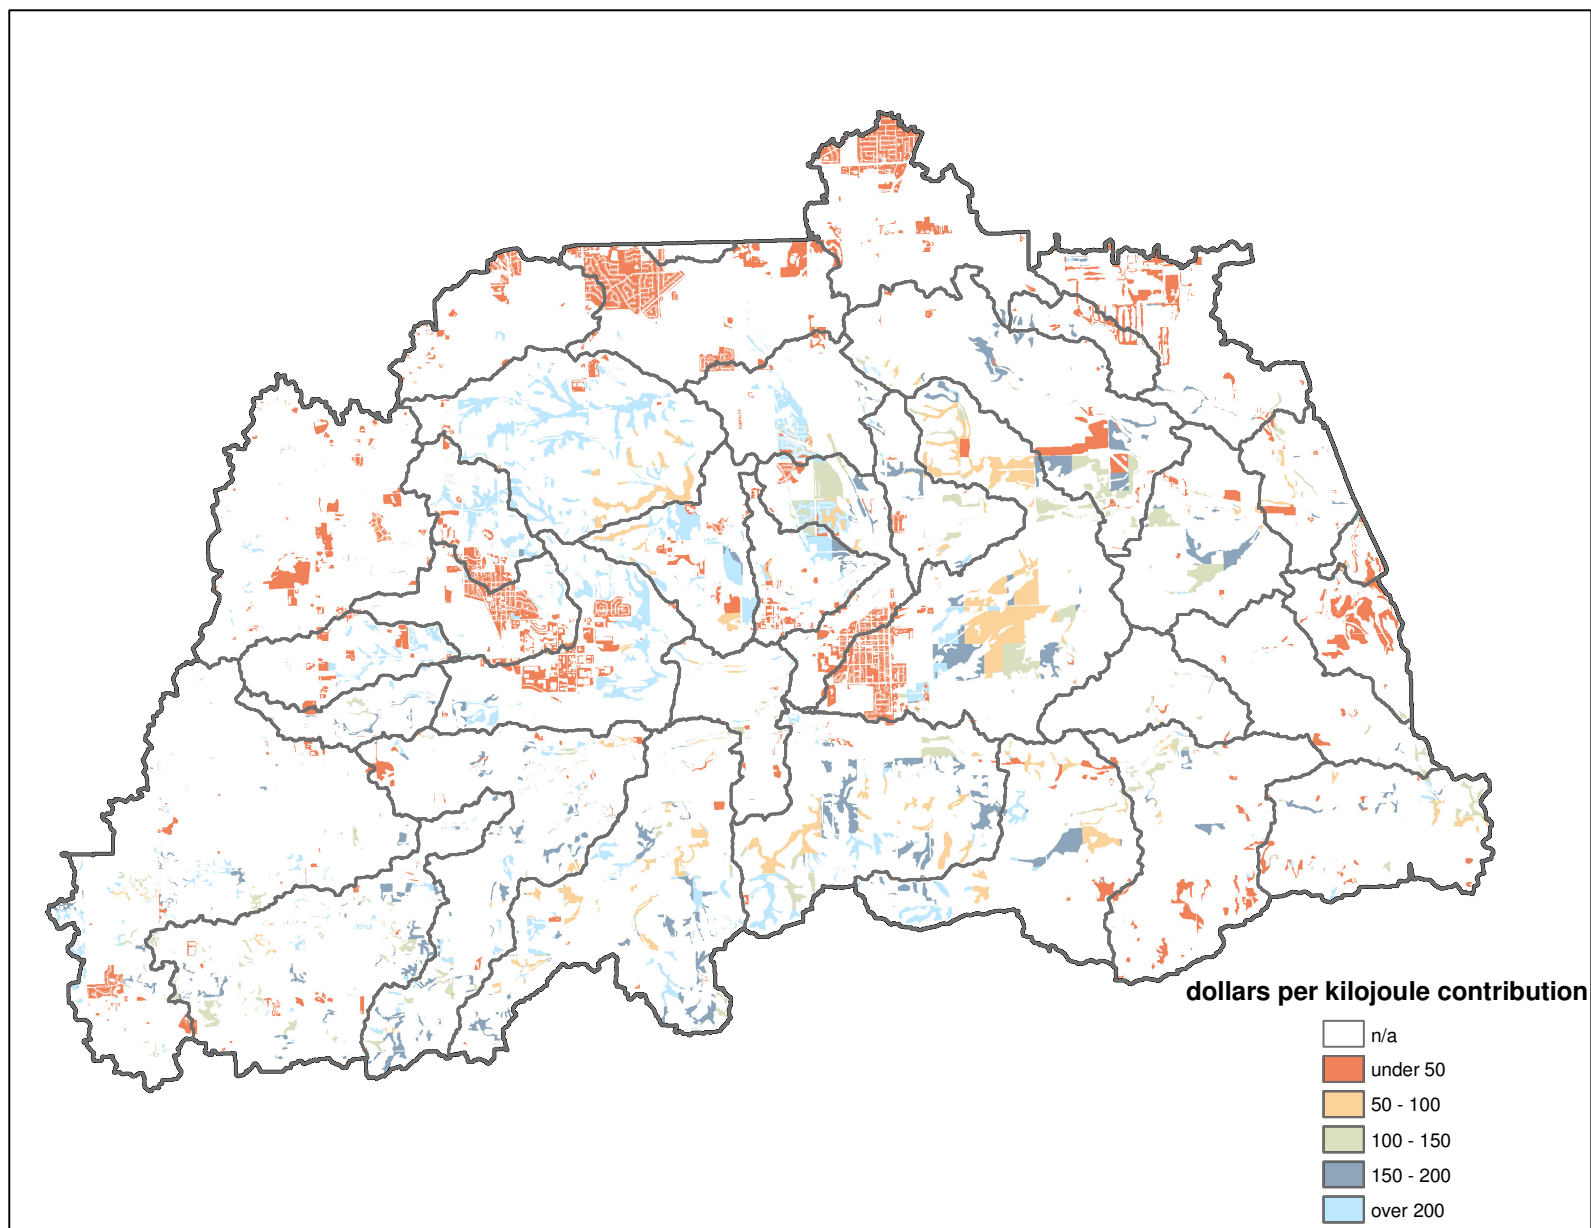 dollars per kilojoule contribution
n/a
under 50
50 - 100
100 - 150
150 - 200
over 200